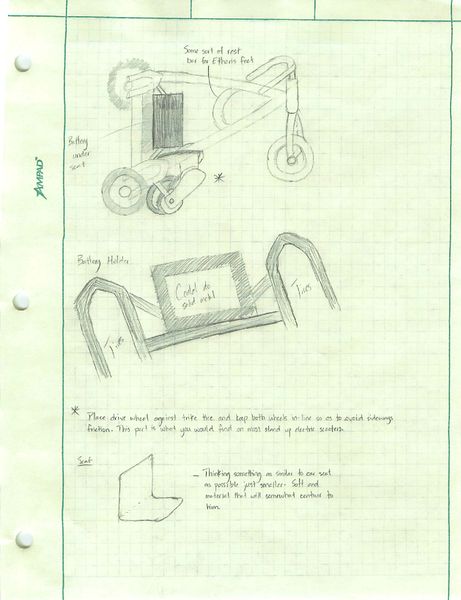 Some sort of rest
bar for Ethan's feet
Battery
under
seat
*
AMPAD
Battery Holder
Could do
solid metal
Tires
Tires
* Place drive wheel against trike tire and keep both wheels in-line so as to avoid sideways
friction. This part is what you would find on most stand up electric scooters.
Seat
- Thinking something as similar to car seat
as possible just smaller. Soft and
material that will somewhat contour to
him.